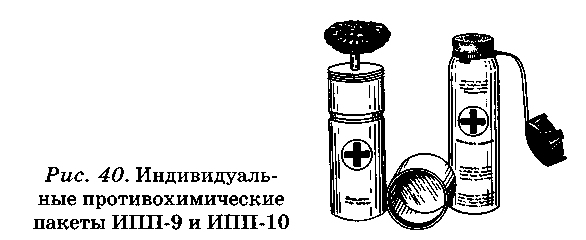 Рис. 40. Индивидуаль-
ные противохимические
пакеты ИПП-9 и ИПП-10